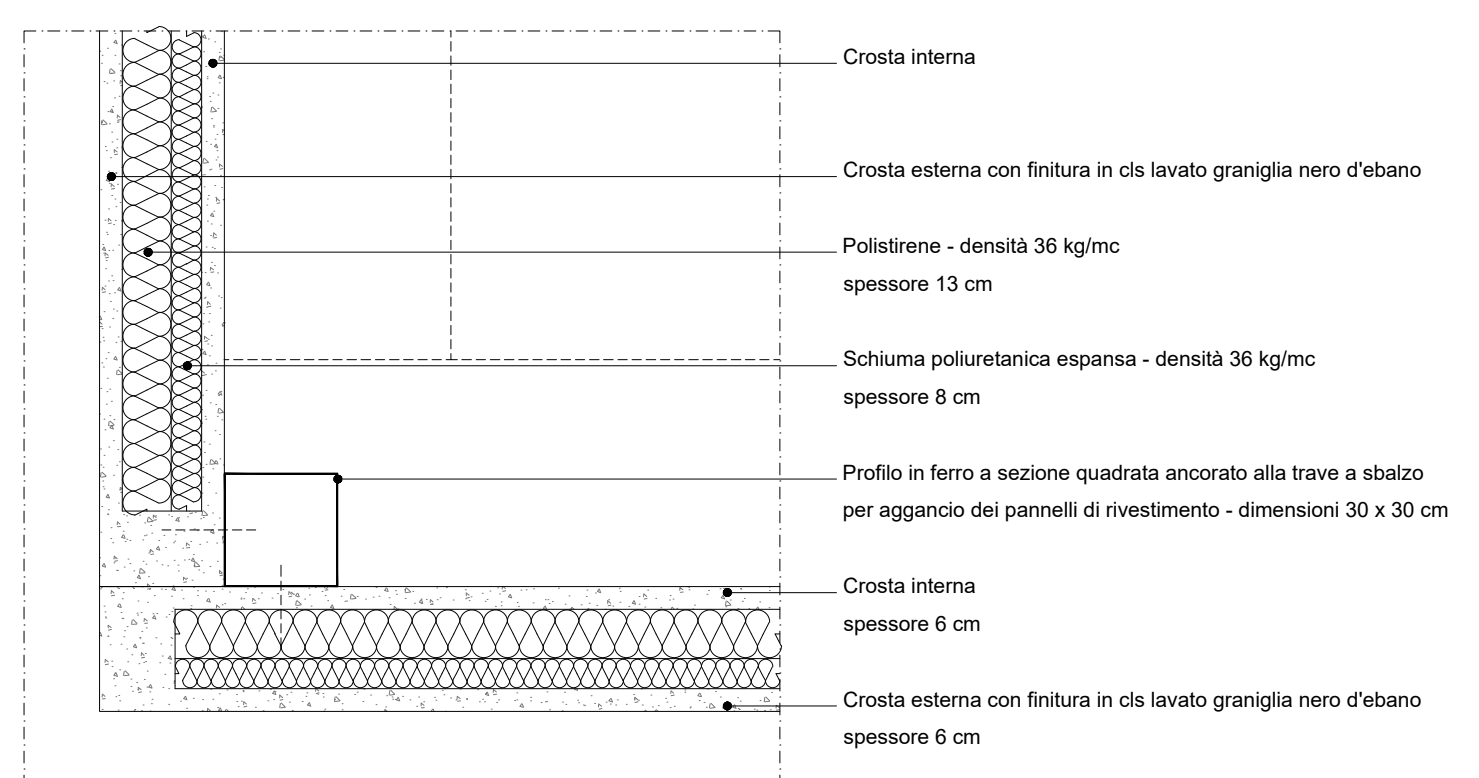 Crosta interna
Crosta esterna con finitura in cls lavato graniglia nero d'ebano
Polistirene - densità 36 kg/mc
spessore 13 cm
Schiuma poliuretanica espansa - densità 36 kg/mc
spessore 8 cm
Profilo in ferro a sezione quadrata ancorato alla trave a sbalzo
per aggancio dei pannelli di rivestimento - dimensioni 30 x 30 cm
Crosta interna
spessore 6 cm
Crosta esterna con finitura in cls lavato graniglia nero d'ebano
spessore 6 cm